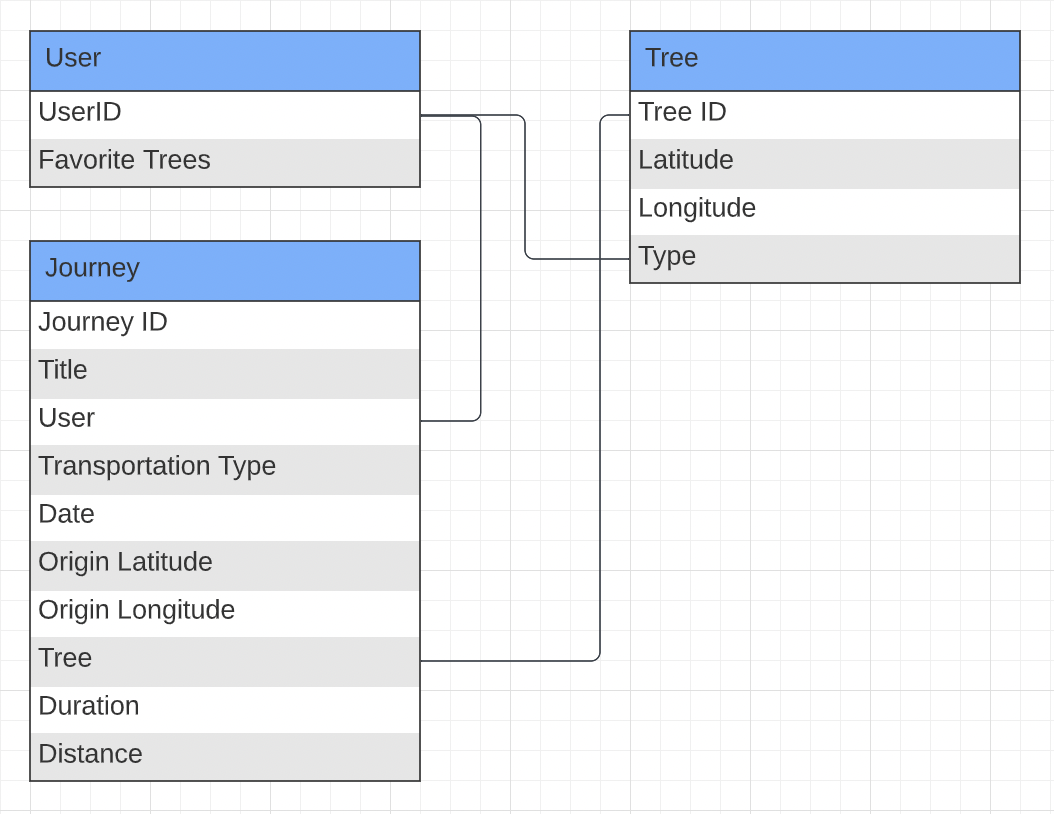 User
UserID
Favorite Trees
Journey
Journey ID
Title
User
Transportation Type
Date
Origin Latitude
Origin Longitude
Tree
Duration
Distance
Tree
Tree ID
Latitude
Longitude
Type